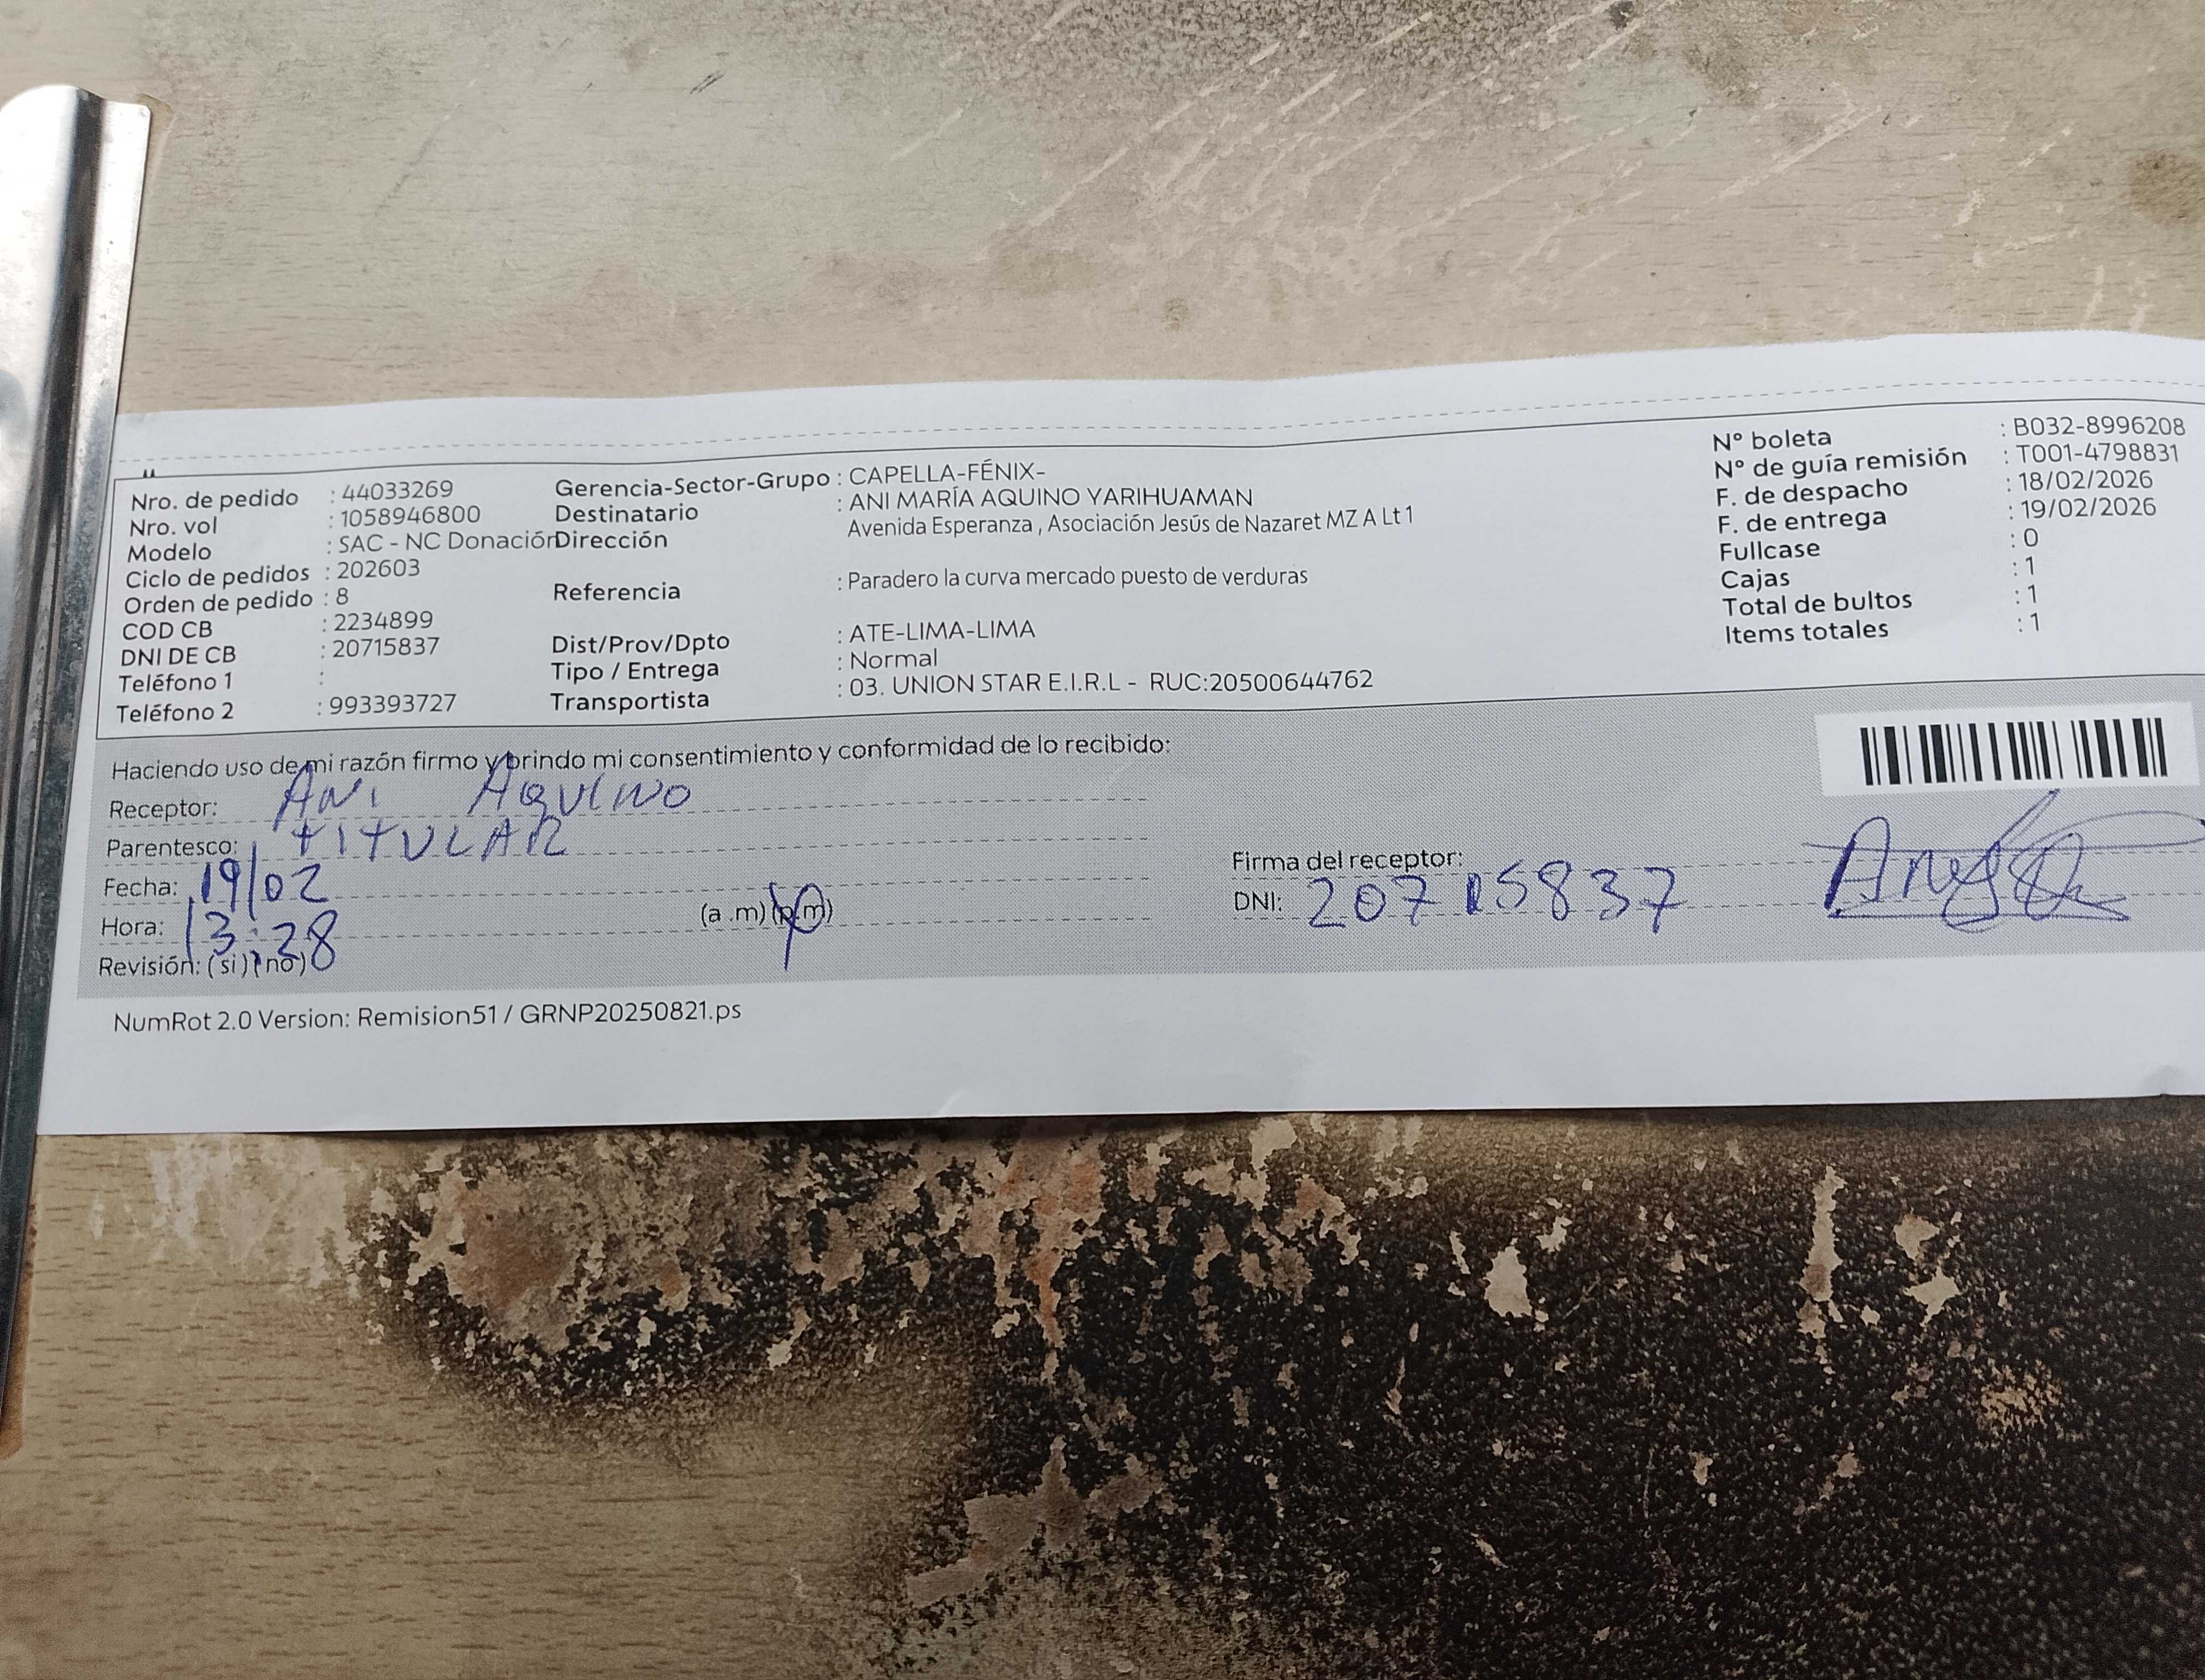 Nro. de pedido : 44033269
Nro. vol : 1058946800
Modelo : SAC - NC Donación
Ciclo de pedidos : 202603
Orden de pedido : 8
COD CB : 2234899
DNI DE CB : 20715837
Teléfono 1 :
Teléfono 2 : 993393727
Gerencia-Sector-Grupo : CAPELLA-FÉNIX-
Destinatario : ANI MARÍA AQUINO YARIHUAMAN
Dirección Avenida Esperanza , Asociación Jesús de Nazaret MZ A Lt 1
Referencia : Paradero la curva mercado puesto de verduras
Dist/Prov/Dpto : ATE-LIMA-LIMA
Tipo / Entrega : Normal
Transportista : 03. UNION STAR E.I.R.L - RUC:20500644762
N° boleta : B032-8996208
N° de guía remisión : T001-4798831
F. de despacho : 18/02/2026
F. de entrega : 19/02/2026
Fullcase : 0
Cajas : 1
Total de bultos : 1
Items totales : 1
Haciendo uso de mi razón firmo y brindo mi consentimiento y conformidad de lo recibido:
Receptor: ANI AQUINO
Parentesco: TITULAR
Fecha: 19/02
Hora: 13:28 (a .m) (p.m)
Revisión: ( si ) ( no )
Firma del receptor:
DNI: 20715837
NumRot 2.0 Version: Remision51 / GRNP20250821.ps